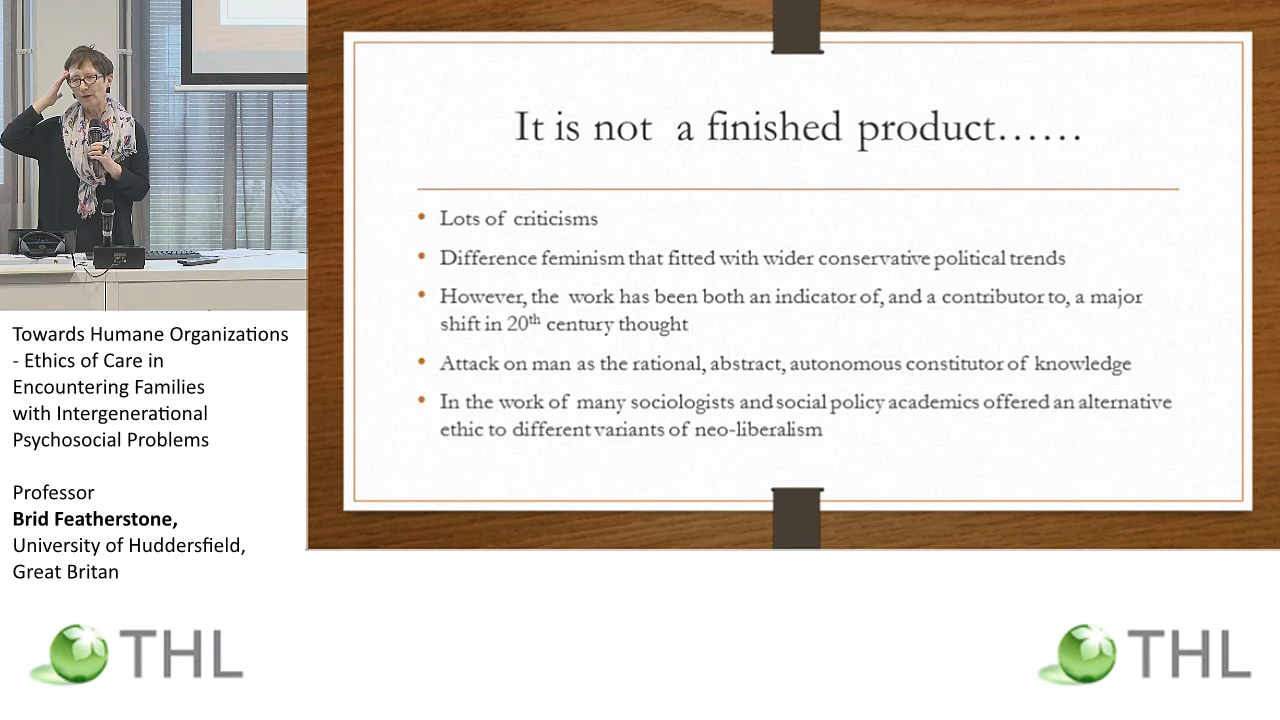 It is not a finished product......
• Lots of criticisms
• Difference feminism that fitted with wider conservative political trends
• However, the work has been both an indicator of, and a contributor to, a major
shift in 20th century thought
• Attack on man as the rational, abstract, autonomous constitutor of knowledge
• In the work of many sociologists and social policy academics offered an alternative
ethic to different variants of neo-liberalism
Towards Humane Organizations
- Ethics of Care in
Encountering Families
with Intergenerational
Psychosocial Problems
Professor
Brid Featherstone,
University of Huddersfield,
Great Britan
THL
THL